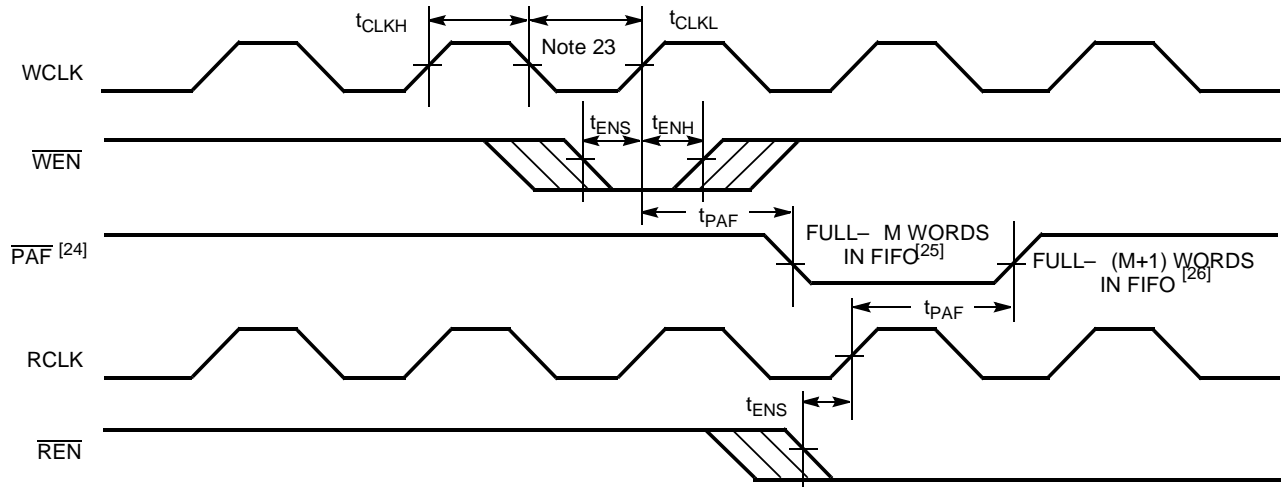 tCLKH
tCLKL
Note 23
WCLK
tENS
tENH
WEN
tPAF
PAF [24]
FULL– M WORDS
IN FIFO[25]
FULL– (M+1) WORDS
IN FIFO [26]
tPAF
RCLK
tENS
REN